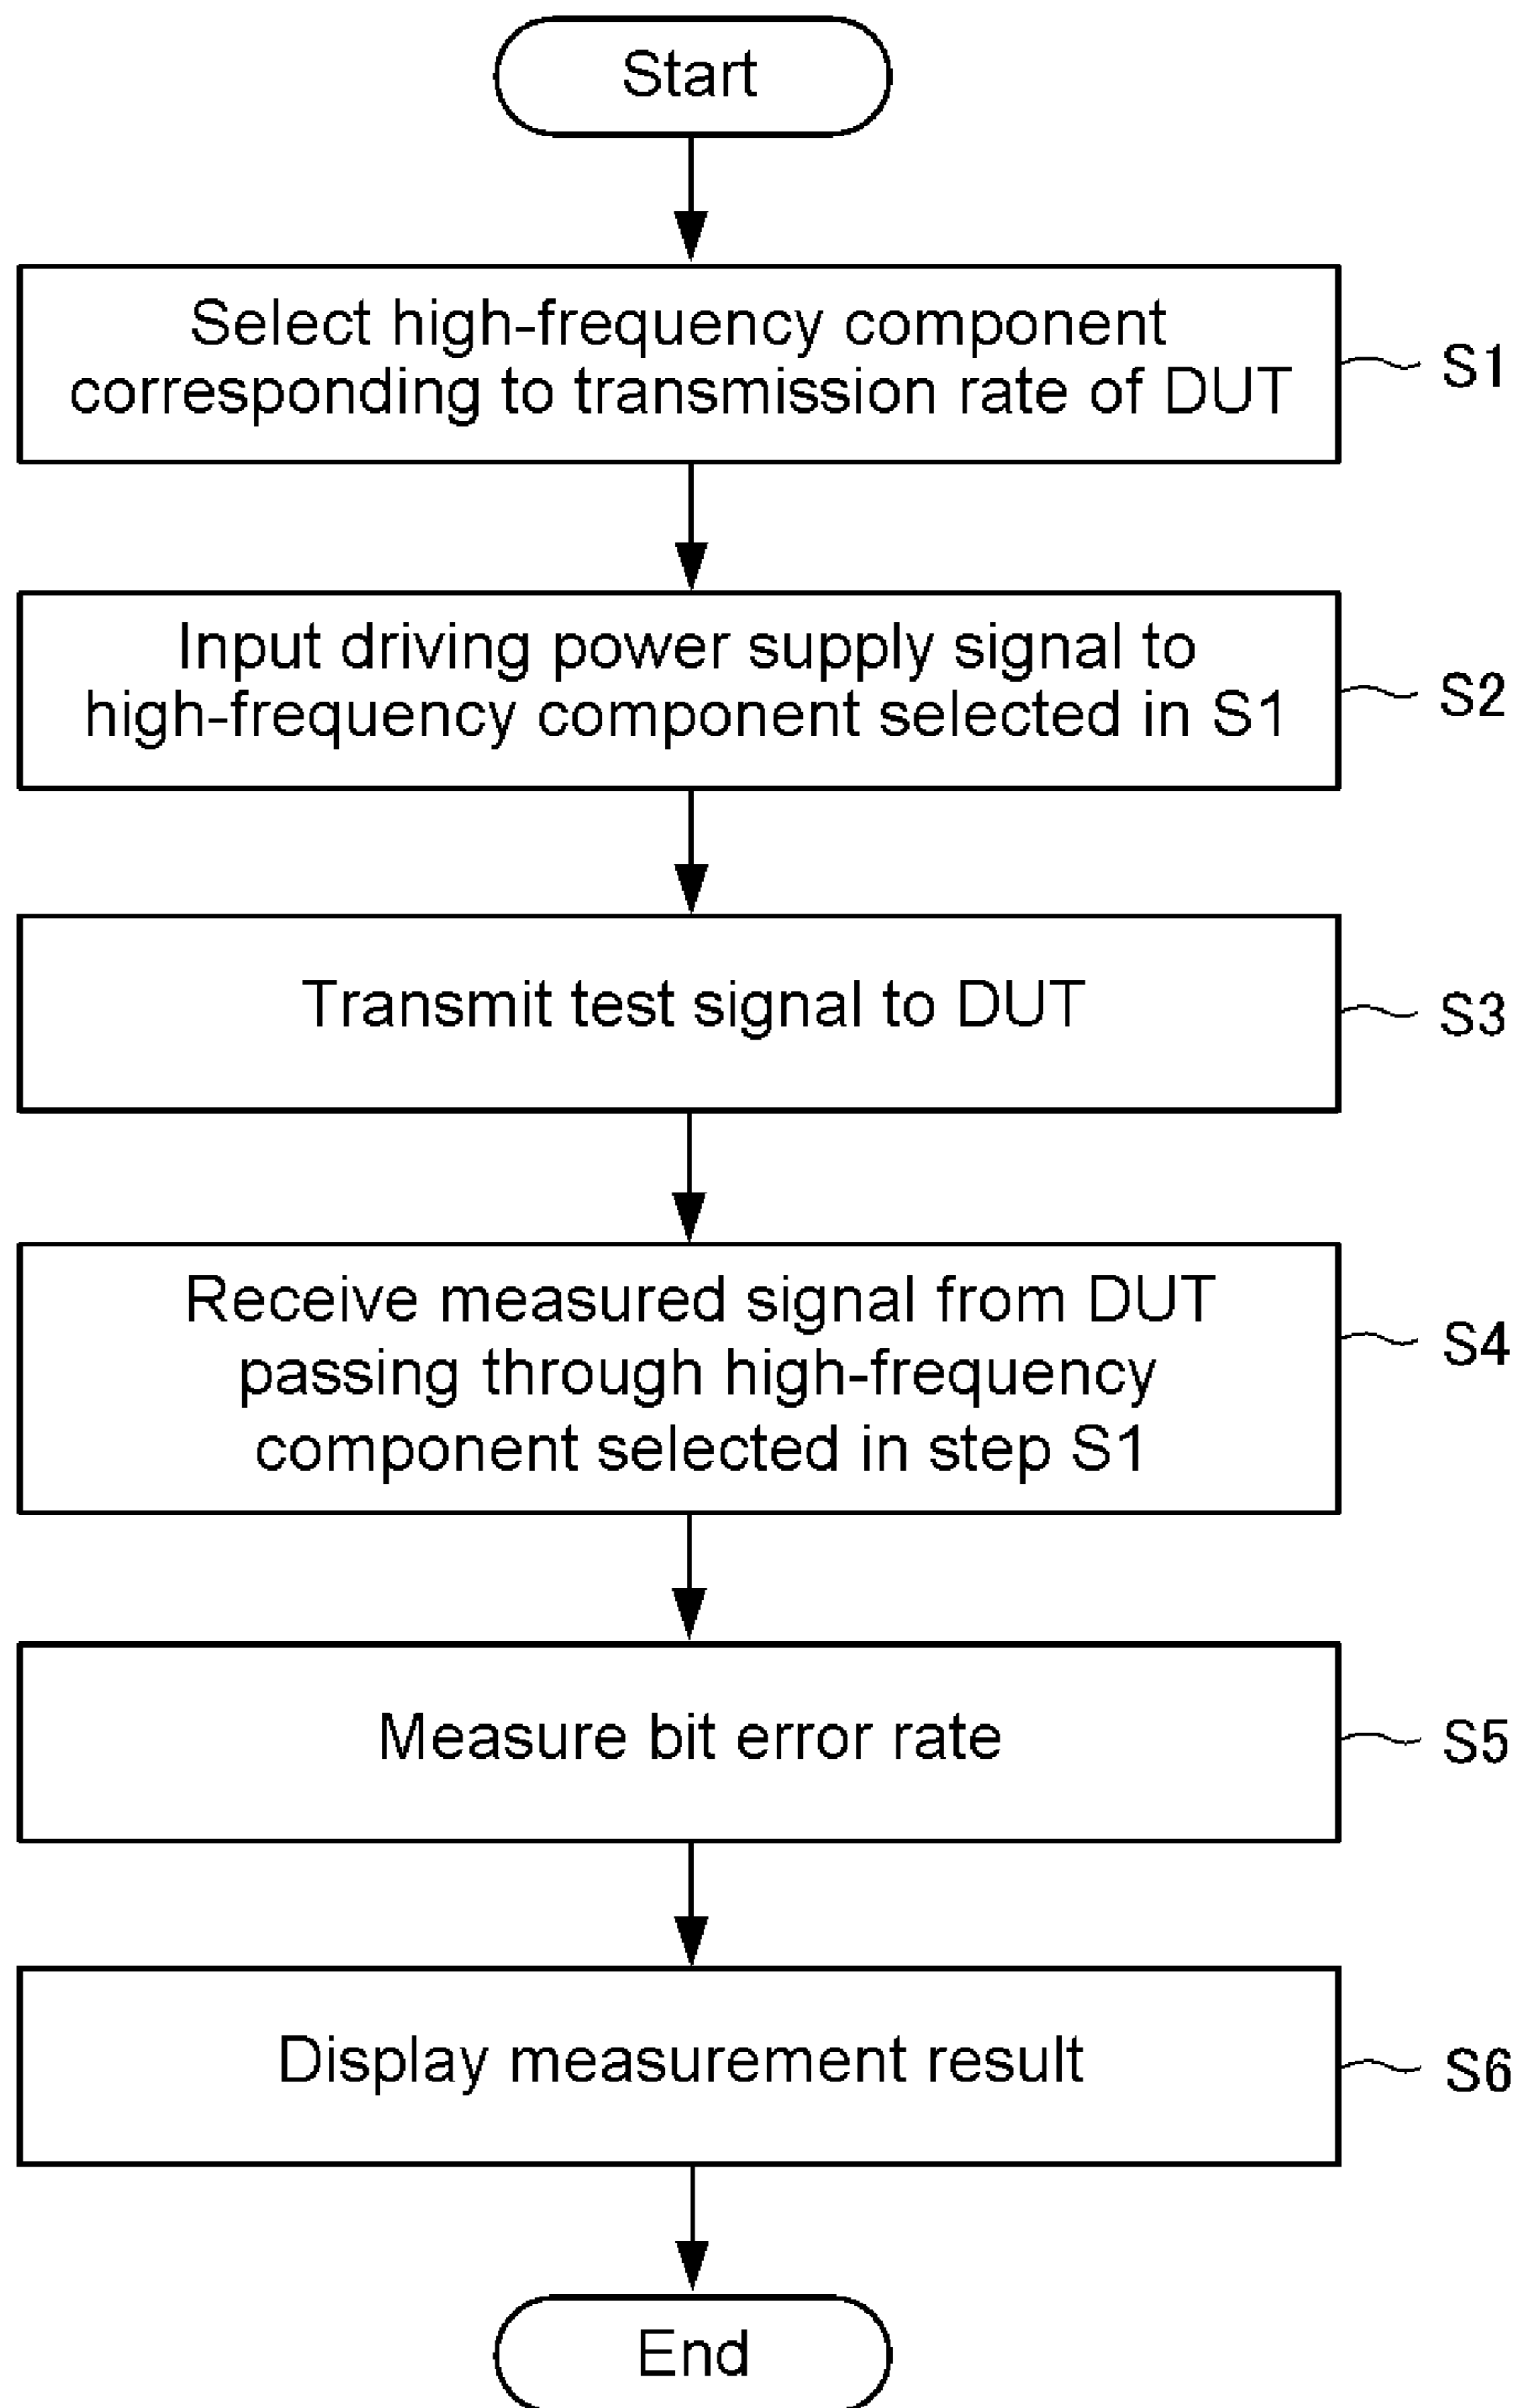 Start
Select high-frequency component
corresponding to transmission rate of DUT
S1
Input driving power supply signal to
high-frequency component selected in S1
S2
Transmit test signal to DUT
S3
Receive measured signal from DUT
passing through high-frequency
component selected in step S1
S4
Measure bit error rate
S5
Display measurement result
S6
End